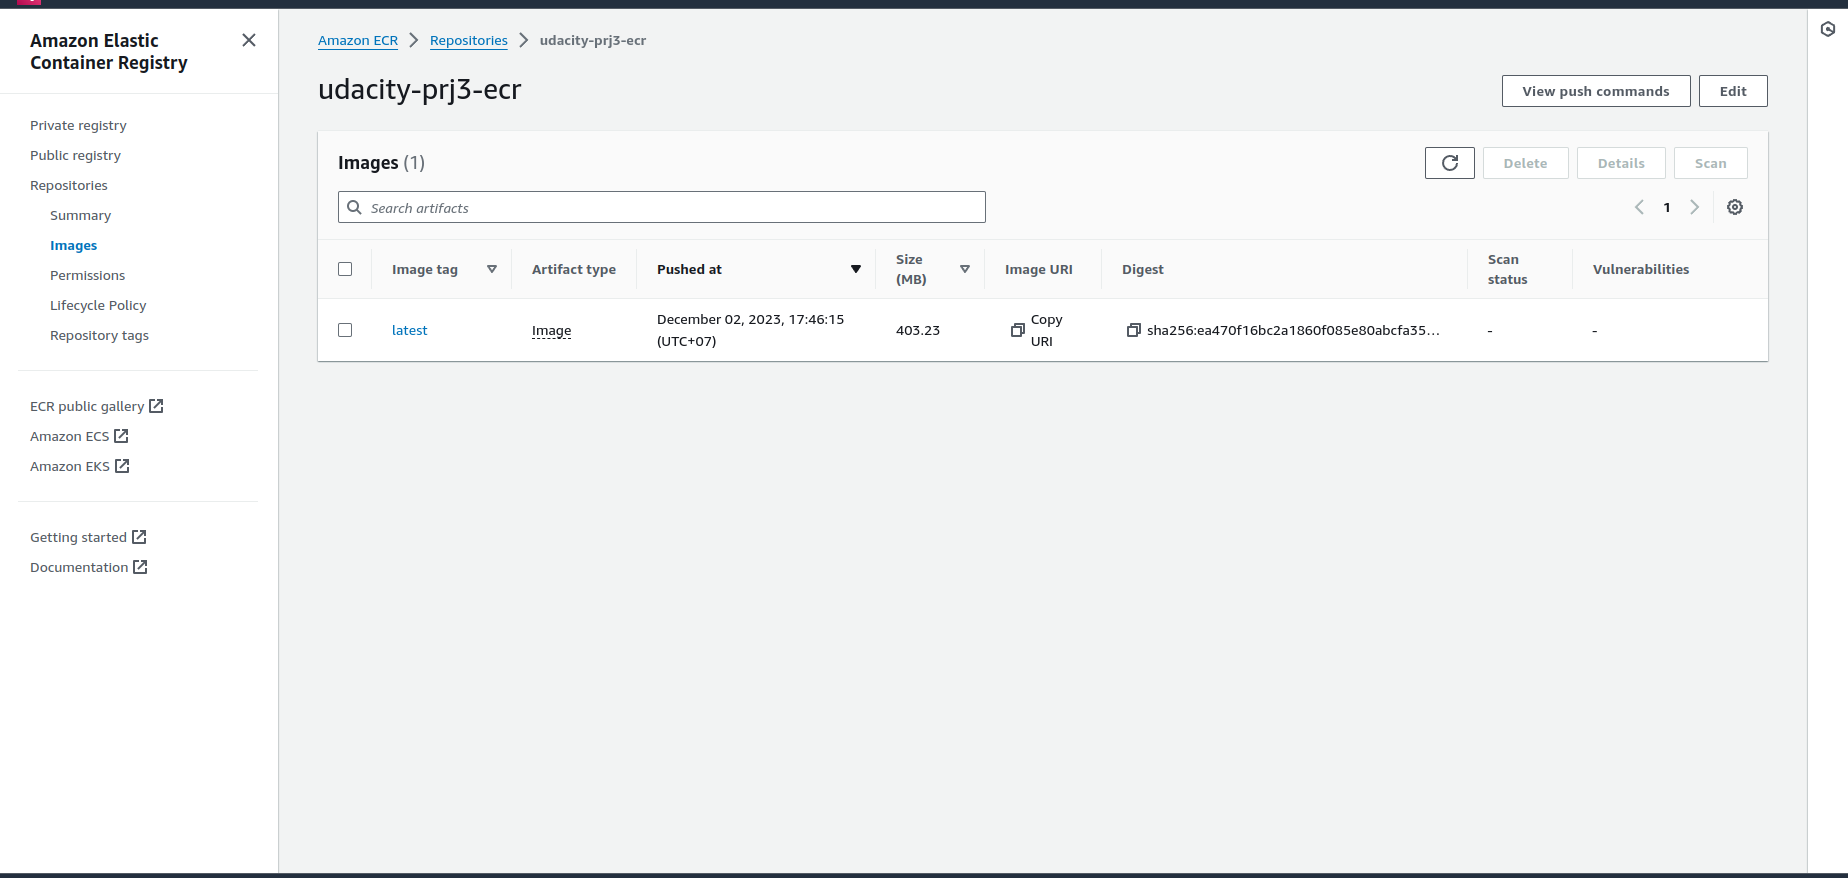 Amazon Elastic
Container Registry
Private registry
Public registry
Repositories
Summary
Images
Permissions
Lifecycle Policy
Repository tags
ECR public gallery
Amazon ECS
Amazon EKS
Getting started
Documentation
Amazon ECR > Repositories > udacity-prj3-ecr
udacity-prj3-ecr
View push commands
Edit
Images (1)
Delete
Details
Scan
Search artifacts
1
Image tag
Artifact type
Pushed at
Size
(MB)
Image URI
Digest
Scan
status
Vulnerabilities
latest
Image
December 02, 2023, 17:46:15
(UTC+07)
403.23
Copy
URI
sha256:ea470f16bc2a1860f085e80abcfa35...
-
-